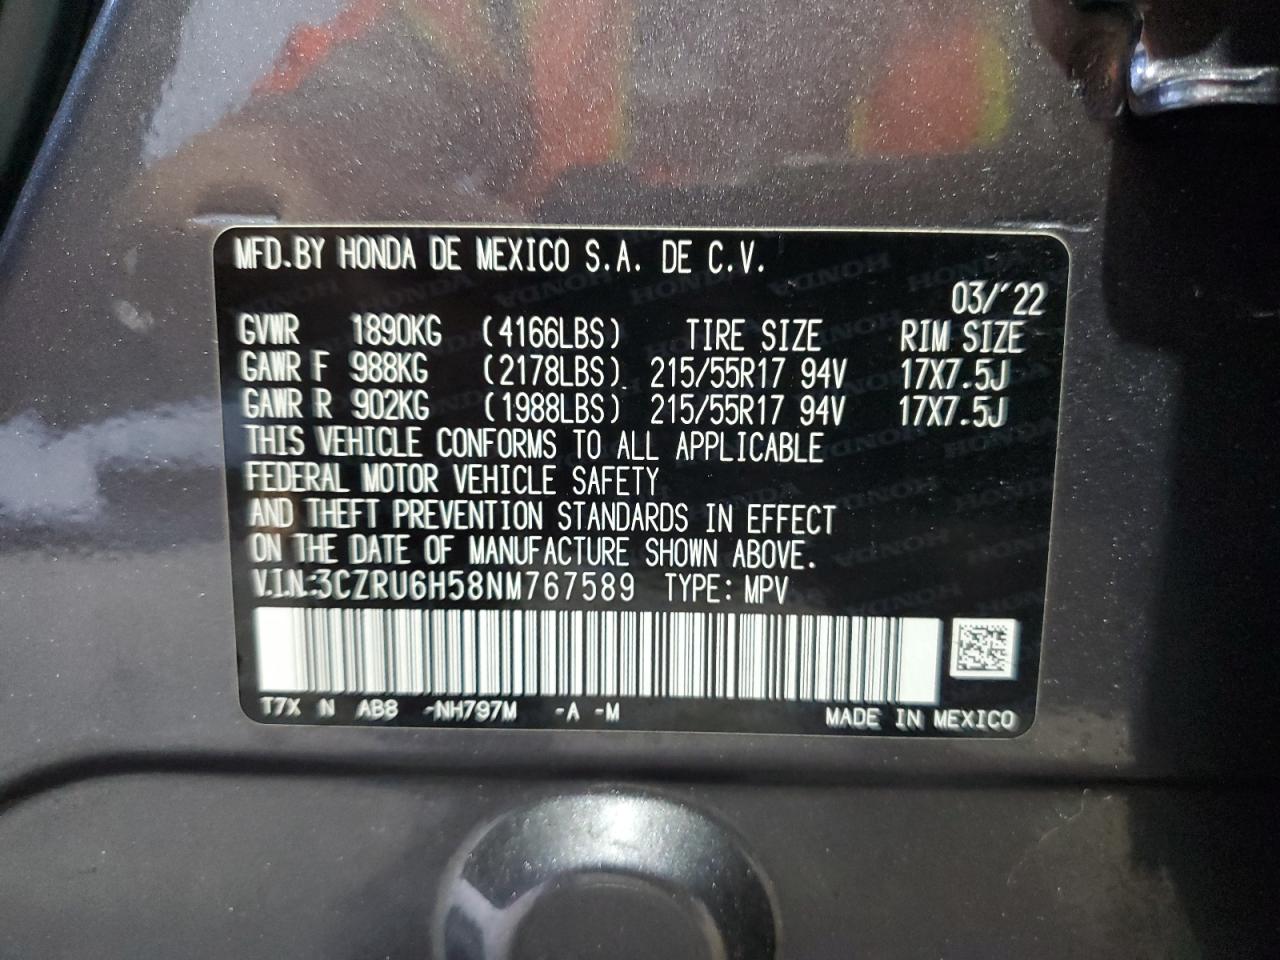 MFD.BY HONDA DE MEXICO S.A. DE C.V.
03/'22
GVWR 1890KG (4166LBS) TIRE SIZE RIM SIZE
GAWR F 988KG (2178LBS) 215/55R17 94V 17X7.5J
GAWR R 902KG (1988LBS) 215/55R17 94V 17X7.5J
THIS VEHICLE CONFORMS TO ALL APPLICABLE
FEDERAL MOTOR VEHICLE SAFETY
AND THEFT PREVENTION STANDARDS IN EFFECT
ON THE DATE OF MANUFACTURE SHOWN ABOVE.
V.I.N.:3CZRU6H58NM767589 TYPE: MPV
T7X N AB8 -NH797M -A -M MADE IN MEXICO